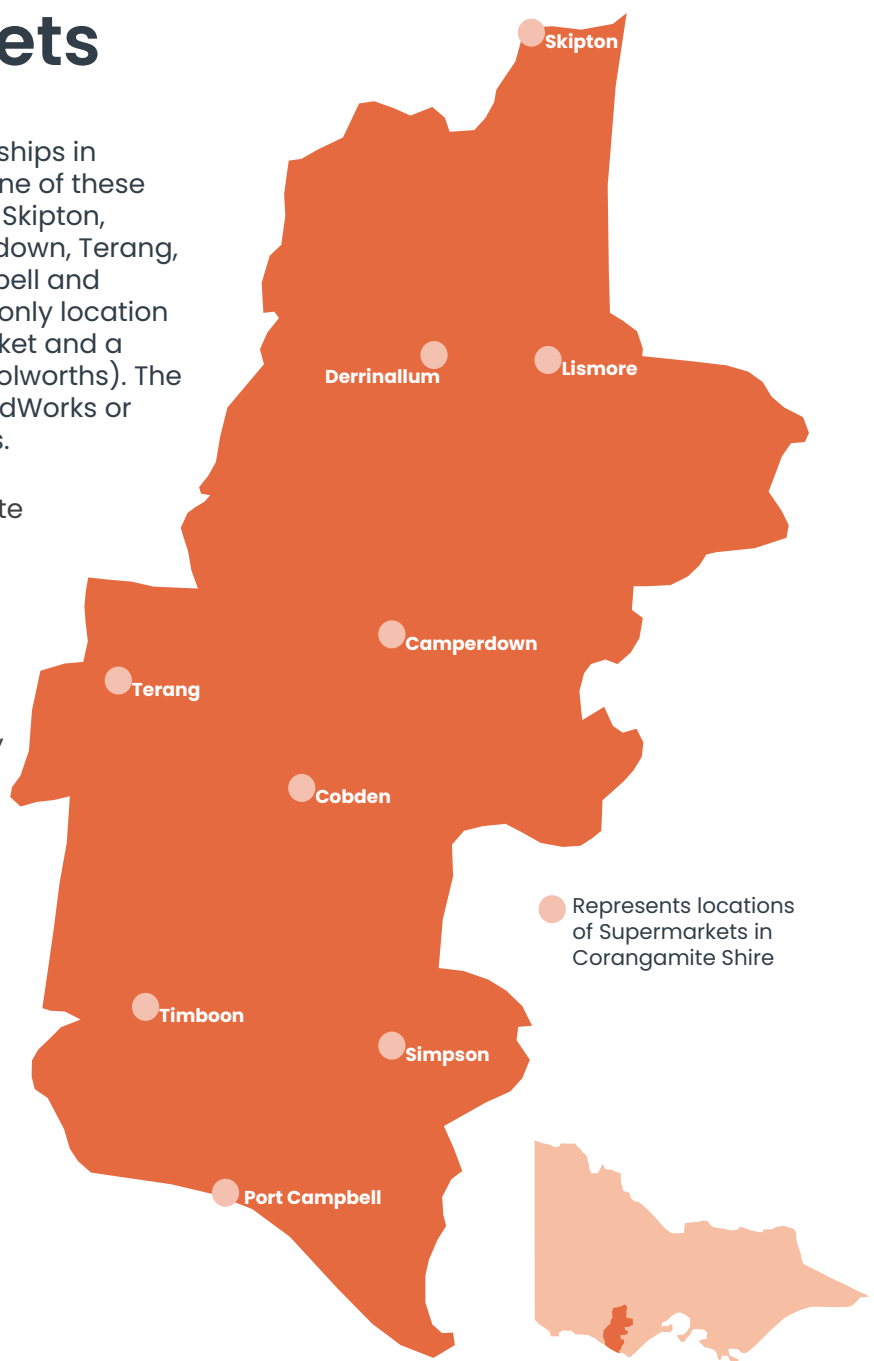 ets
ships in
ne of these
Skipton,
down, Terang,
bell and
only location
ket and a
olworths). The
dWorks or
s.
te
Skipton
Derrinallum
Lismore
Camperdown
Terang
Cobden
Represents locations
of Supermarkets in
Corangamite Shire
Timboon
Simpson
Port Campbell